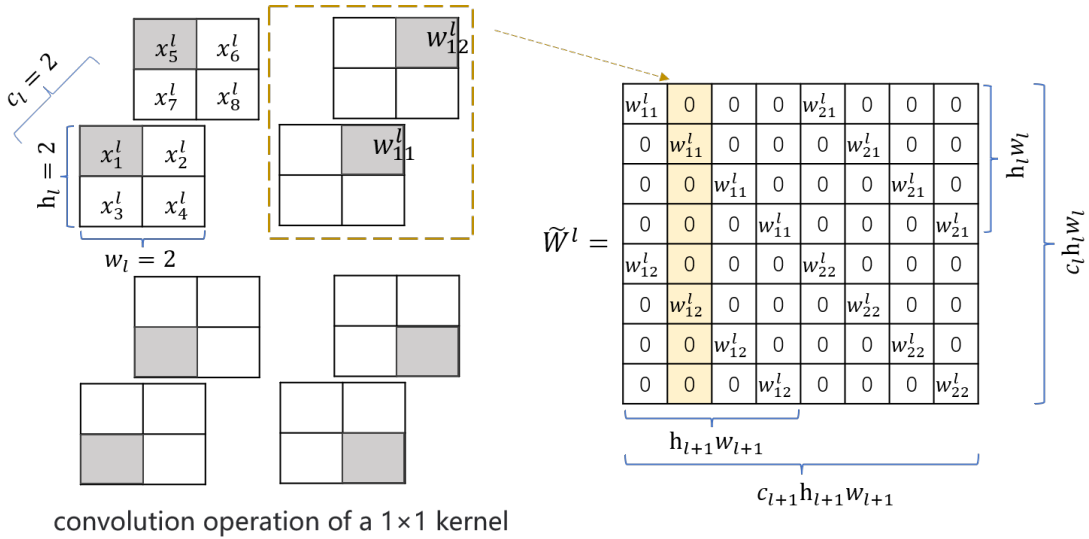 c_l = 2
x_5^l x_6^l
x_7^l x_8^l
h_l = 2
x_1^l x_2^l
x_3^l x_4^l
w_l = 2
w_{12}^l
w_{11}^l
W̃^l =
w_{11}^l 0 0 0 w_{21}^l 0 0 0
0 w_{11}^l 0 0 0 w_{21}^l 0 0
0 0 w_{11}^l 0 0 0 w_{21}^l 0
0 0 0 w_{11}^l 0 0 0 w_{21}^l
w_{12}^l 0 0 0 w_{22}^l 0 0 0
0 w_{12}^l 0 0 0 w_{22}^l 0 0
0 0 w_{12}^l 0 0 0 w_{22}^l 0
0 0 0 w_{12}^l 0 0 0 w_{22}^l
h_l w_l
c_l h_l w_l
h_{l+1} w_{l+1}
c_{l+1} h_{l+1} w_{l+1}
convolution operation of a 1×1 kernel